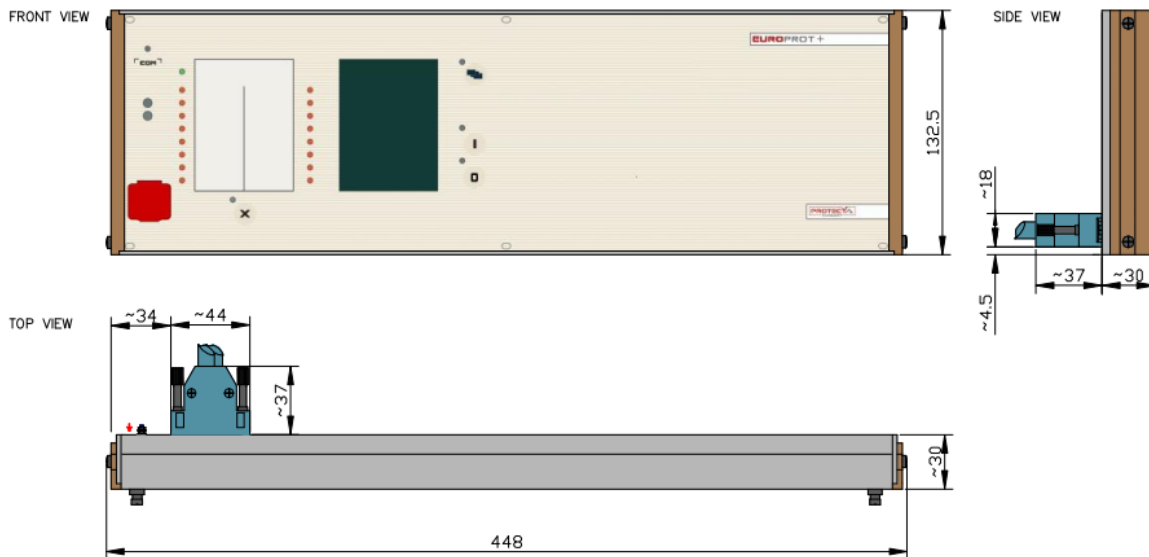 FRONT VIEW
SIDE VIEW
EUROPROT+
COM
I
O
X
PROTECTA
132.5
~18
~37
~30
~4.5
TOP VIEW
~34
~44
~37
~30
448